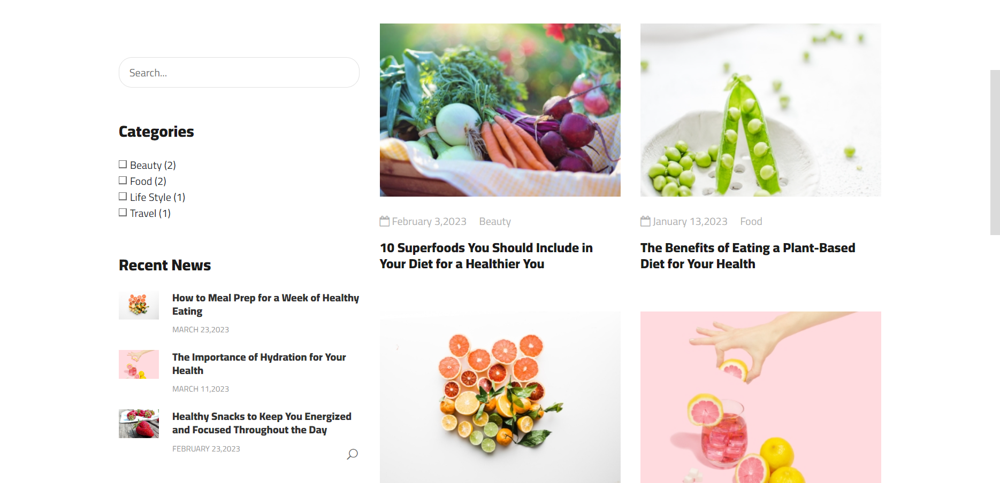 Search...
Categories
Beauty (2)
Food (2)
Life Style (1)
Travel (1)
Recent News
How to Meal Prep for a Week of Healthy
Eating
MARCH 23,2023
The Importance of Hydration for Your
Health
MARCH 11,2023
Healthy Snacks to Keep You Energized
and Focused Throughout the Day
FEBRUARY 23,2023
February 3,2023 Beauty
10 Superfoods You Should Include in
Your Diet for a Healthier You
January 13,2023 Food
The Benefits of Eating a Plant-Based
Diet for Your Health